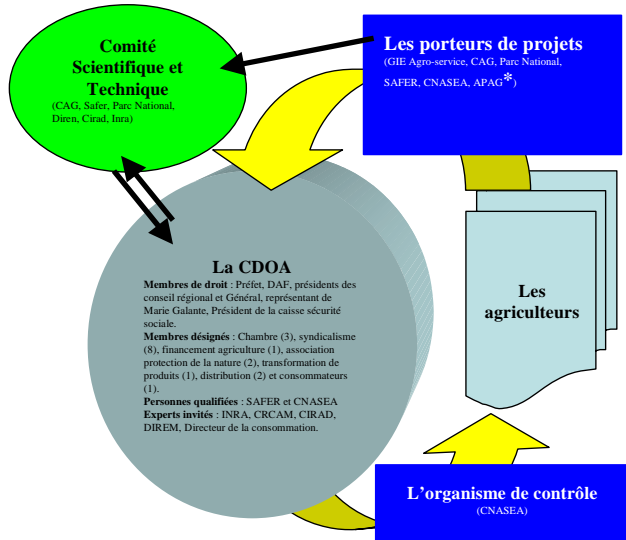 Comité
Scientifique et
Technique
(CAG, Safer, Parc National,
Diren, Cirad, Inra)
Les porteurs de projets
(GIE Agro-service, CAG, Parc National,
SAFER, CNASEA, APAG*)
La CDOA
Membres de droit : Préfet, DAF, présidents des
conseil régional et Général, représentant de
Marie Galante, Président de la caisse sécurité
sociale.
Membres désignés : Chambre (3), syndicalisme
(8), financement agriculture (1), association
protection de la nature (2), transformation de
produits (1), distribution (2) et consommateurs
(1).
Personnes qualifiées : SAFER et CNASEA
Experts invités : INRA, CRCAM, CIRAD,
DIREM, Directeur de la consommation.
Les
agriculteurs
L'organisme de contrôle
(CNASEA)